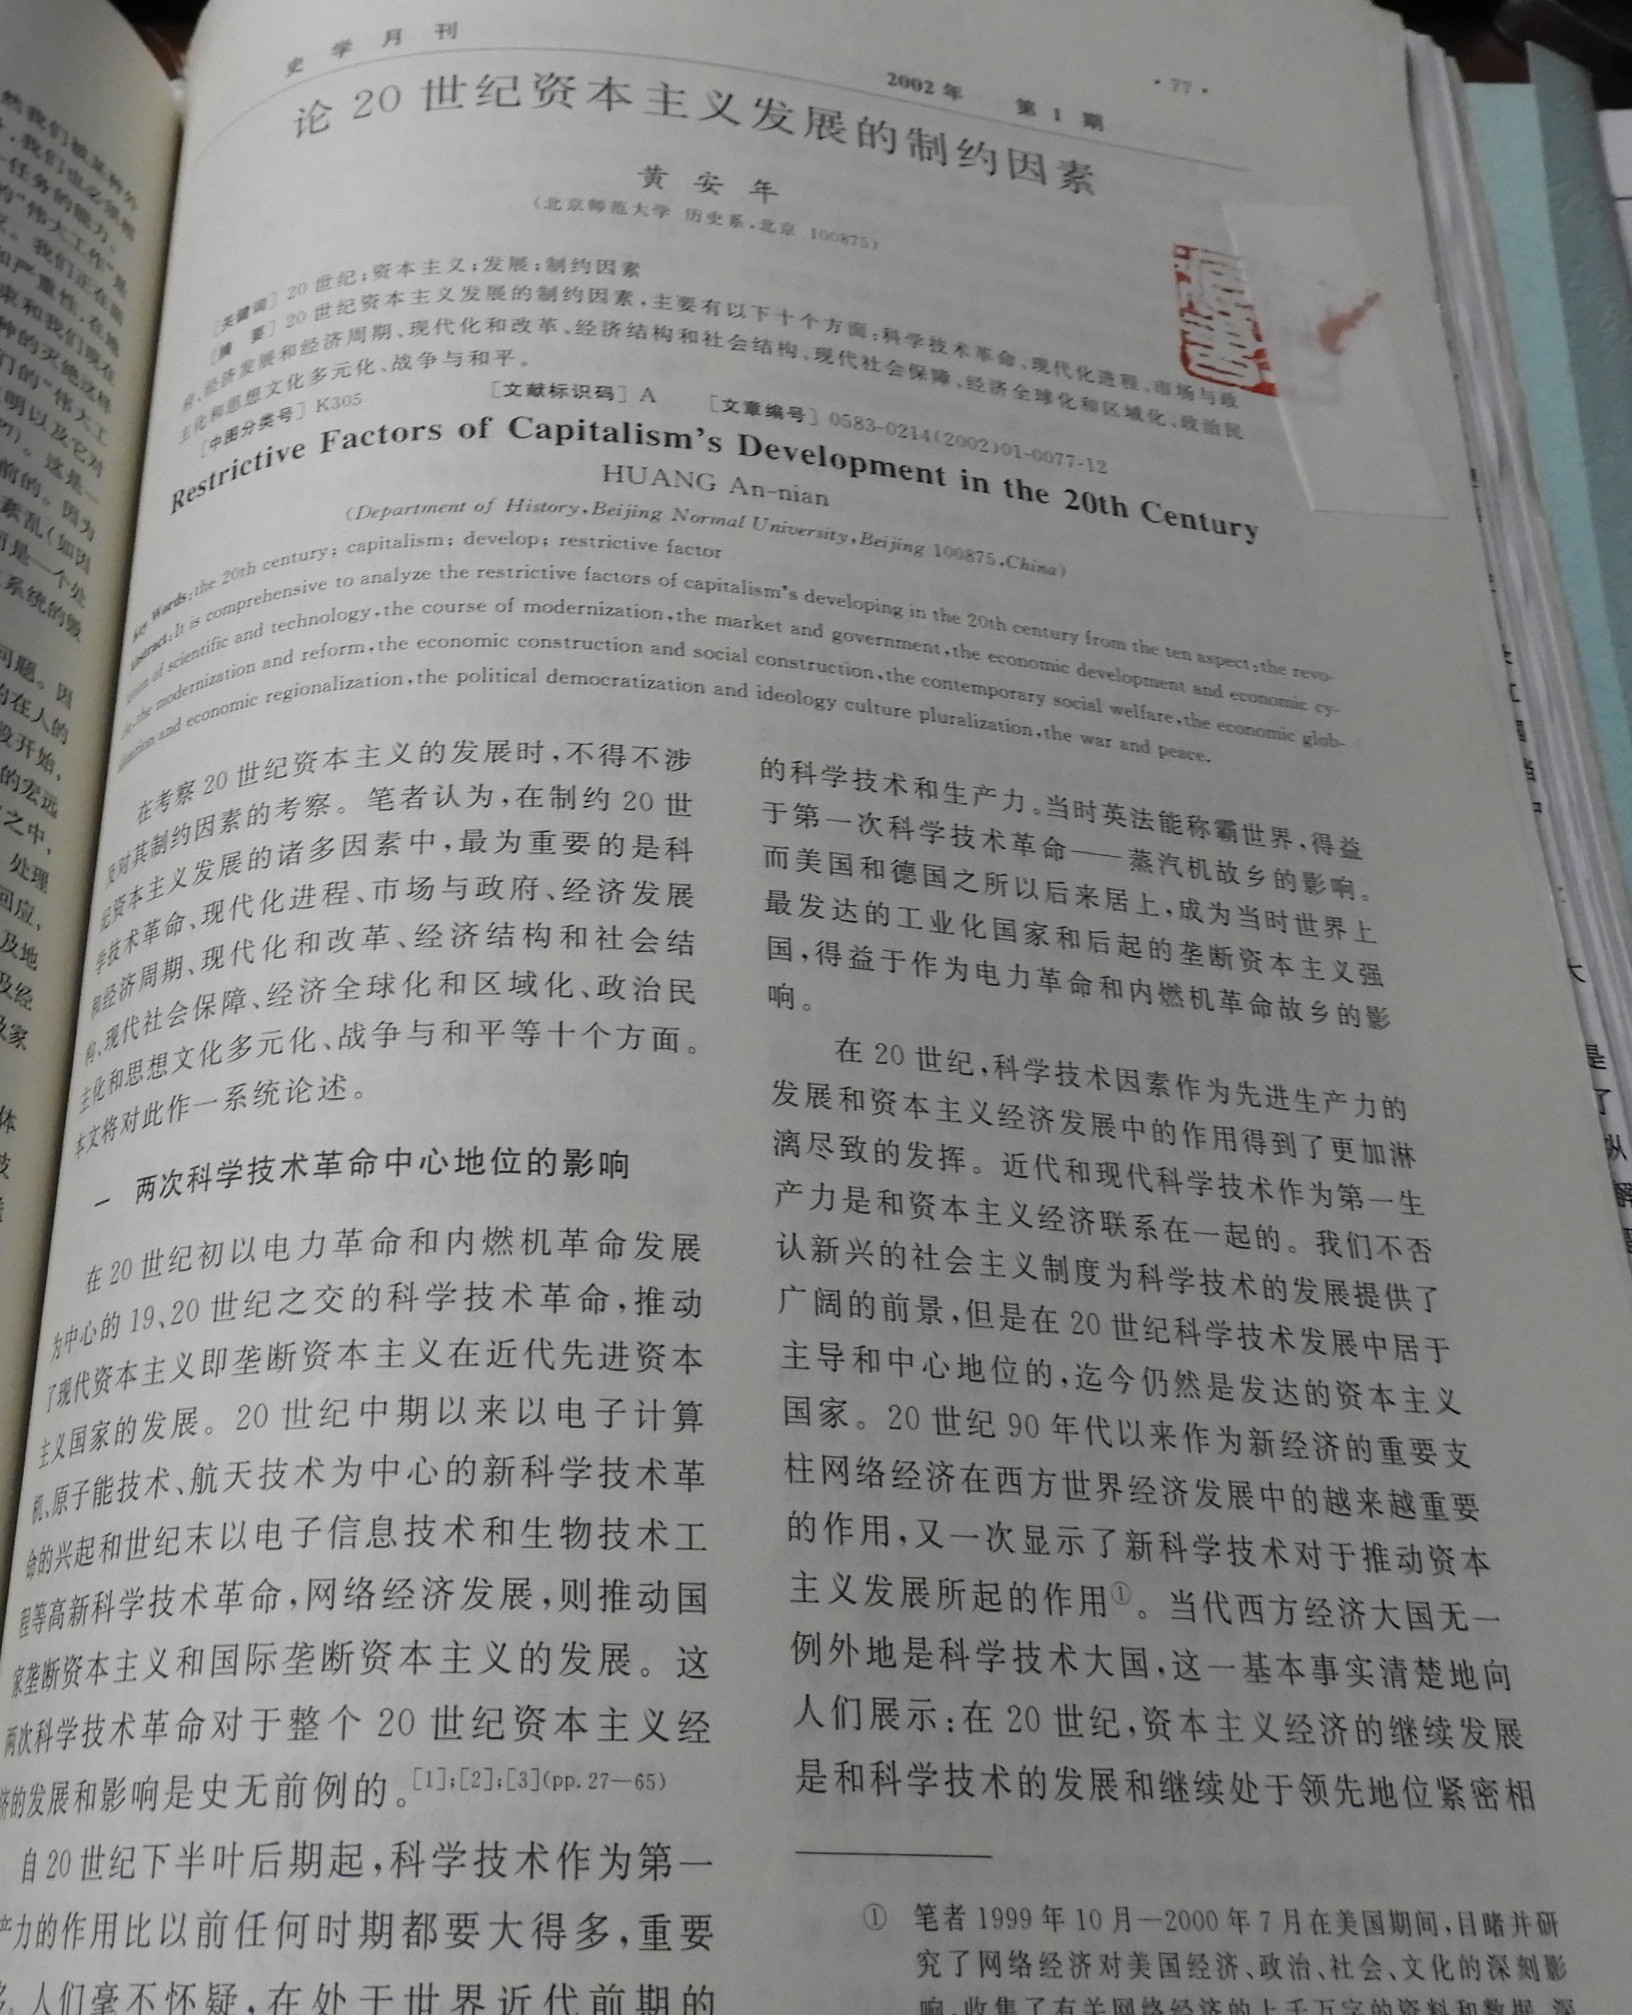 史学月刊
2002年 第1期
·77·
论20世纪资本主义发展的制约因素
黄安年
(北京师范大学 历史系,北京 100875)
[关键词] 20世纪;资本主义;发展;制约因素
[摘 要] 20世纪资本主义发展的制约因素,主要有以下十个方面:科学技术革命、现代化进程、市场与政
府、经济发展和经济周期、现代化和改革、经济结构和社会结构、现代社会保障、经济全球化和区域化、政治民
主化和思想文化多元化、战争与和平。
[中图分类号] K305 [文献标识码] A [文章编号] 0583-0214(2002)01-0077-12
Restrictive Factors of Capitalism's Development in the 20th Century
HUANG An-nian
(Department of History,Beijing Normal University,Beijing 100875,China)
Key Words:the 20th century; capitalism; develop; restrictive factor
Abstract:It is comprehensive to analyze the restrictive factors of capitalism's developing in the 20th century from the ten aspect:the revo-
lution of scientific and technology,the course of modernization,the market and government,the economic development and economic cy-
cle,the modernization and reform,the economic construction and social construction,the contemporary social welfare,the economic glob-
alization and economic regionalization,the political democratization and ideology culture pluralization,the war and peace.
在考察20世纪资本主义的发展时,不得不涉
及对其制约因素的考察。笔者认为,在制约20世
纪资本主义发展的诸多因素中,最为重要的是科
学技术革命、现代化进程、市场与政府、经济发展
和经济周期、现代化和改革、经济结构和社会结
构、现代社会保障、经济全球化和区域化、政治民
主化和思想文化多元化、战争与和平等十个方面。
本文将对此作一系统论述。
一 两次科学技术革命中心地位的影响
在20世纪初以电力革命和内燃机革命发展
为中心的19、20世纪之交的科学技术革命,推动
了现代资本主义即垄断资本主义在近代先进资本
主义国家的发展。20世纪中期以来以电子计算
机、原子能技术、航天技术为中心的新科学技术革
命的兴起和世纪末以电子信息技术和生物技术工
程等高新科学技术革命,网络经济发展,则推动国
家垄断资本主义和国际垄断资本主义的发展。这
两次科学技术革命对于整个20世纪资本主义经
济的发展和影响是史无前例的。[1];[2];[3](pp.27—65)
自20世纪下半叶后期起,科学技术作为第一
产力的作用比以前任何时期都要大得多,重要
人们毫不怀疑,在处于世界近代前期的
的科学技术和生产力。当时英法能称霸世界,得益
于第一次科学技术革命——蒸汽机故乡的影响。
而美国和德国之所以后来居上,成为当时世界上
最发达的工业化国家和后起的垄断资本主义强
国,得益于作为电力革命和内燃机革命故乡的影
响。
在20世纪,科学技术因素作为先进生产力的
发展和资本主义经济发展中的作用得到了更加淋
漓尽致的发挥。近代和现代科学技术作为第一生
产力是和资本主义经济联系在一起的。我们不否
认新兴的社会主义制度为科学技术的发展提供了
广阔的前景,但是在20世纪科学技术发展中居于
主导和中心地位的,迄今仍然是发达的资本主义
国家。20世纪90年代以来作为新经济的重要支
柱网络经济在西方世界经济发展中的越来越重要
的作用,又一次显示了新科学技术对于推动资本
主义发展所起的作用①。当代西方经济大国无一
例外地是科学技术大国,这一基本事实清楚地向
人们展示:在20世纪,资本主义经济的继续发展
是和科学技术的发展和继续处于领先地位紧密相
① 笔者1999年10月—2000年7月在美国期间,目睹并研
究了网络经济对美国经济、政治、社会、文化的深刻影
响,收集了有关网络经济的上千万字的资料和数据